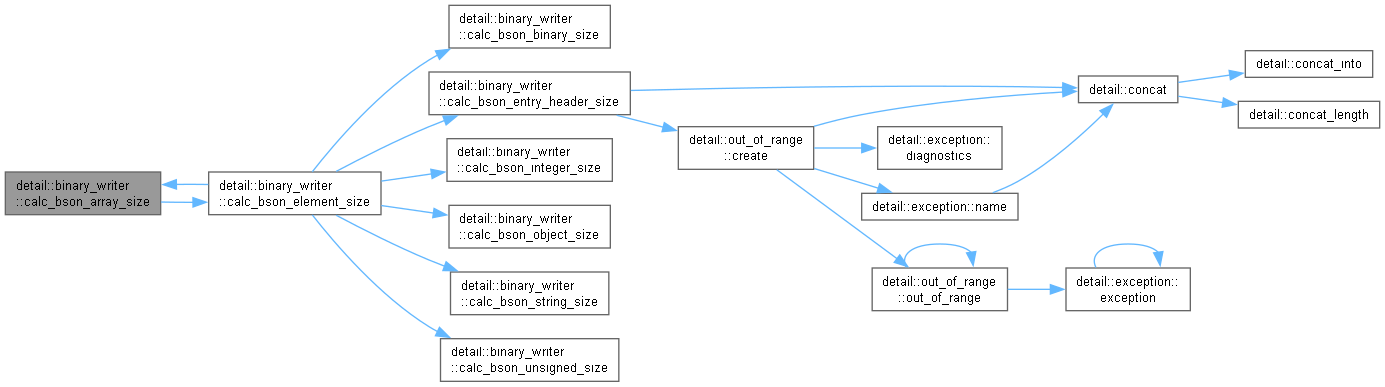 detail::binary_writer
::calc_bson_array_size
detail::binary_writer
::calc_bson_element_size
detail::binary_writer
::calc_bson_binary_size
detail::binary_writer
::calc_bson_entry_header_size
detail::binary_writer
::calc_bson_integer_size
detail::binary_writer
::calc_bson_object_size
detail::binary_writer
::calc_bson_string_size
detail::binary_writer
::calc_bson_unsigned_size
detail::out_of_range
::create
detail::concat
detail::concat_into
detail::concat_length
detail::exception::
diagnostics
detail::exception::name
detail::out_of_range
::out_of_range
detail::exception::
exception